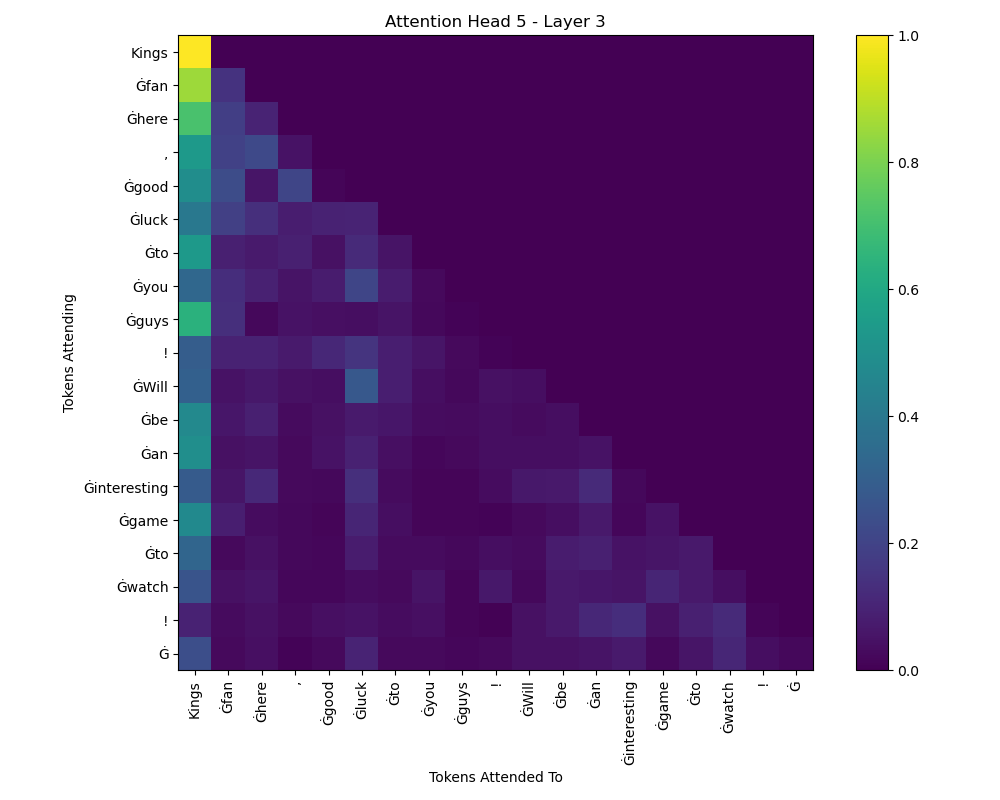 Attention Head 5 - Layer 3
Tokens Attending
Kings
Ġfan
Ġhere
,
Ġgood
Ġluck
Ġto
Ġyou
Ġguys
!
ĠWill
Ġbe
Ġan
Ġinteresting
Ġgame
Ġto
Ġwatch
!
Ġ
Kings
Ġfan
Ġhere
,
Ġgood
Ġluck
Ġto
Ġyou
Ġguys
!
ĠWill
Ġbe
Ġan
Ġinteresting
Ġgame
Ġto
Ġwatch
!
Ġ
Tokens Attended To
1.0
0.8
0.6
0.4
0.2
0.0